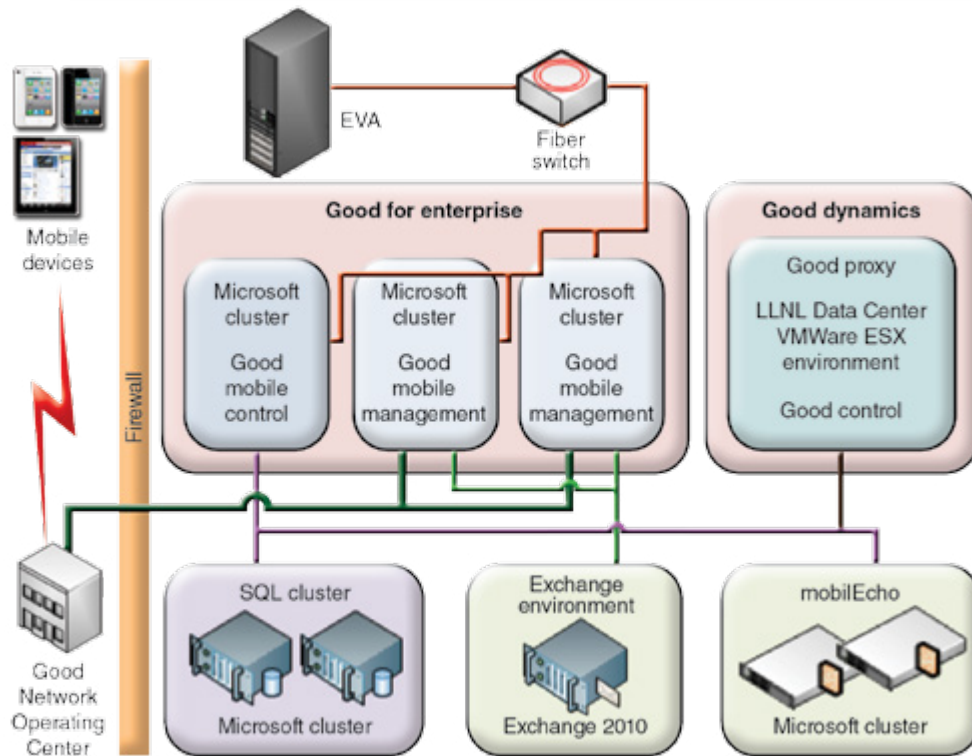 EVA
Fiber
switch
Mobile
devices
Firewall
Good for enterprise
Microsoft
cluster
Good
mobile
control
Microsoft
cluster
Good
mobile
management
Microsoft
cluster
Good
mobile
management
Good dynamics
Good proxy
LLNL Data Center
VMWare ESX
environment
Good control
Good
Network
Operating
Center
SQL cluster
Microsoft cluster
Exchange
environment
Exchange 2010
mobilEcho
Microsoft cluster